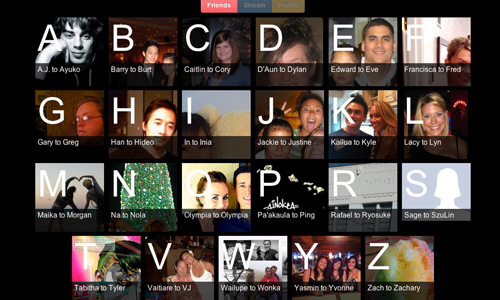 Friends Stream Profile
A B C D E F
A.J. to Ayuko Barry to Burt Caitlin to Cory D'Aun to Dylan Edward to Eve Francisca to Fred
G H I J K L
Gary to Greg Han to Hideo In to Inia Jackie to Justine Kailua to Kyle Lacy to Lyn
M N O P R S
Maika to Morgan Na to Nola Olympia to Olympia Pa'akaula to Ping Rafael to Ryosuke Sage to SzuLin
T V W Y Z
Tabitha to Tyler Vaitiare to VJ Wailupe to Wonka Yasmin to Yvonne Zach to Zachary